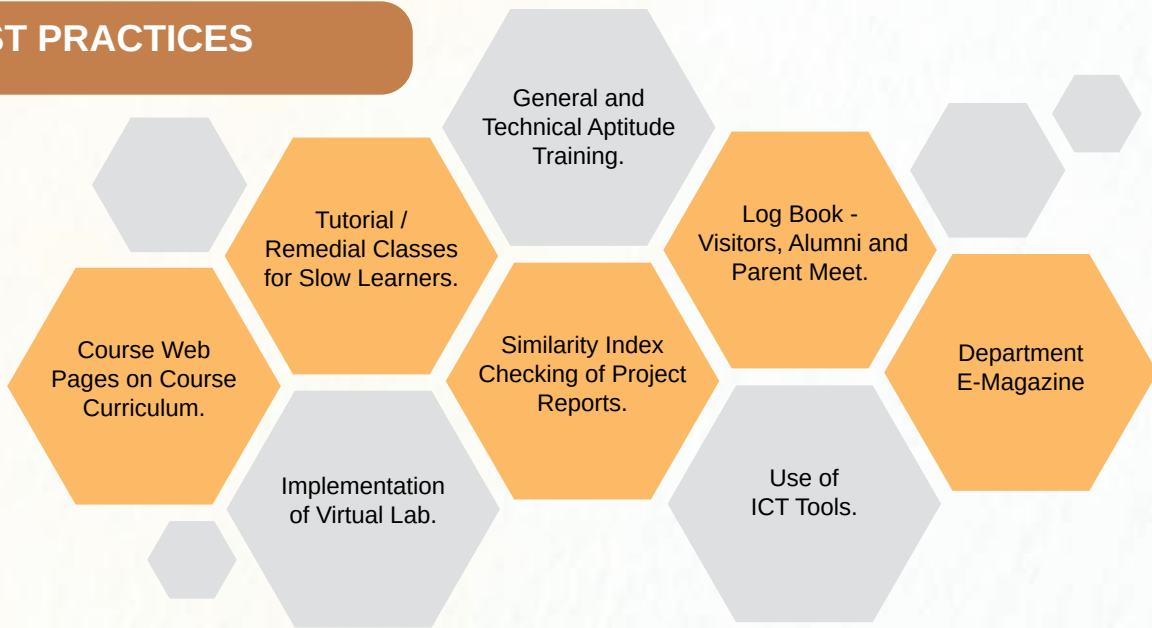 ST PRACTICES
General and
Technical Aptitude
Training.
Tutorial /
Remedial Classes
for Slow Learners.
Log Book -
Visitors, Alumni and
Parent Meet.
Course Web
Pages on Course
Curriculum.
Similarity Index
Checking of Project
Reports.
Department
E-Magazine
Implementation
of Virtual Lab.
Use of
ICT Tools.